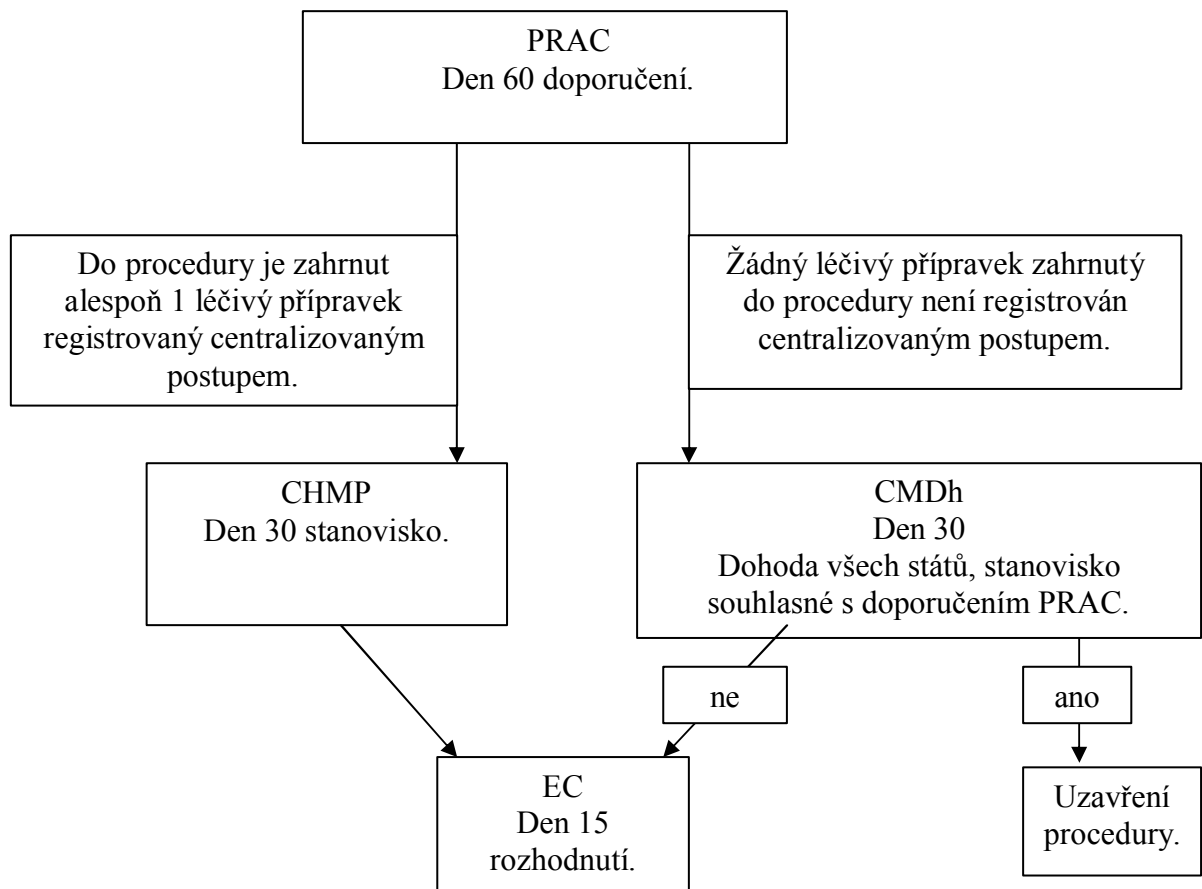 PRAC
Den 60 doporučení.
Do procedury je zahrnut
alespoň 1 léčivý přípravek
registrovaný centralizovaným
postupem.
Žádný léčivý přípravek zahrnutý
do procedury není registrován
centralizovaným postupem.
CHMP
Den 30 stanovisko.
CMDh
Den 30
Dohoda všech států, stanovisko
souhlasné s doporučením PRAC.
ne
ano
EC
Den 15
rozhodnutí.
Uzavření
procedury.